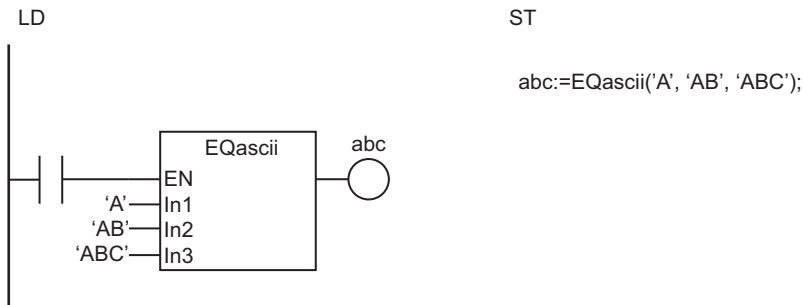 LD
ST
abc:=EQascii('A', 'AB', 'ABC');
EQascii
abc
EN
‘A’ In1
‘AB’ In2
‘ABC’ In3